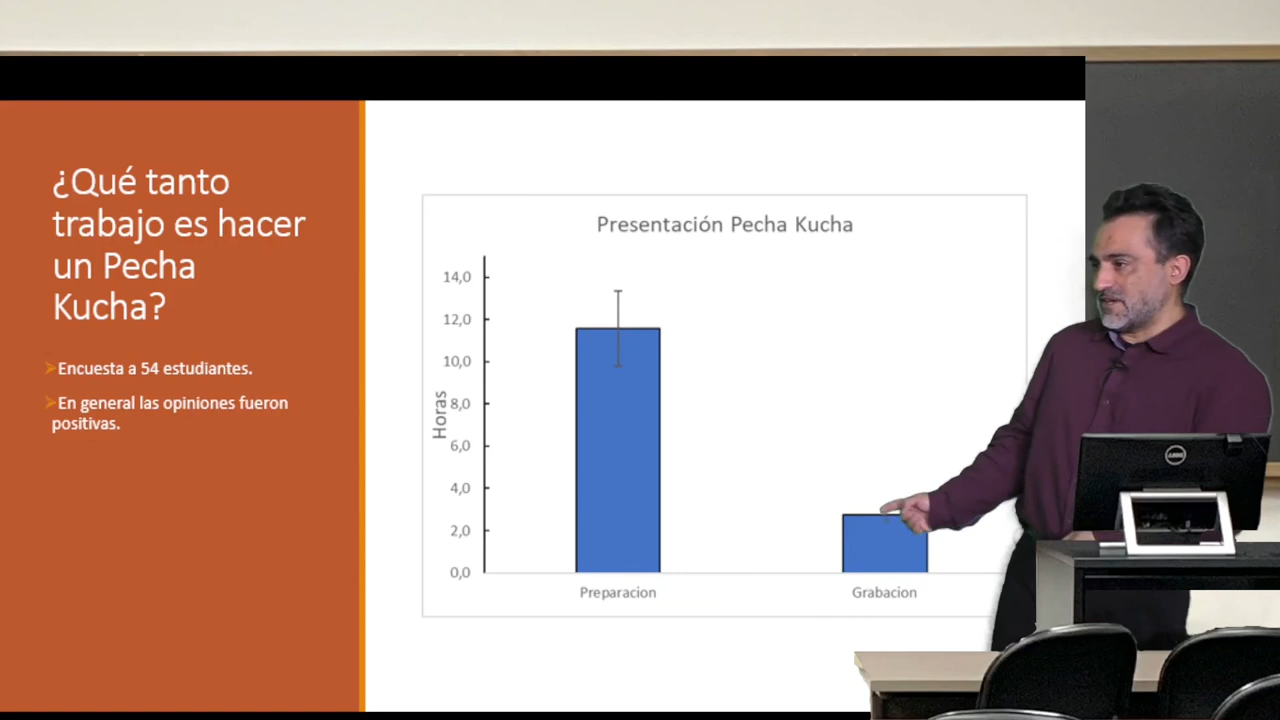 ¿Qué tanto
trabajo es hacer
un Pecha
Kucha?
➤Encuesta a 54 estudiantes.
➤En general las opiniones fueron
positivas.
Presentación Pecha Kucha
Horas
14,0
12,0
10,0
8,0
6,0
4,0
2,0
0,0
Preparacion
Grabacion
DELL